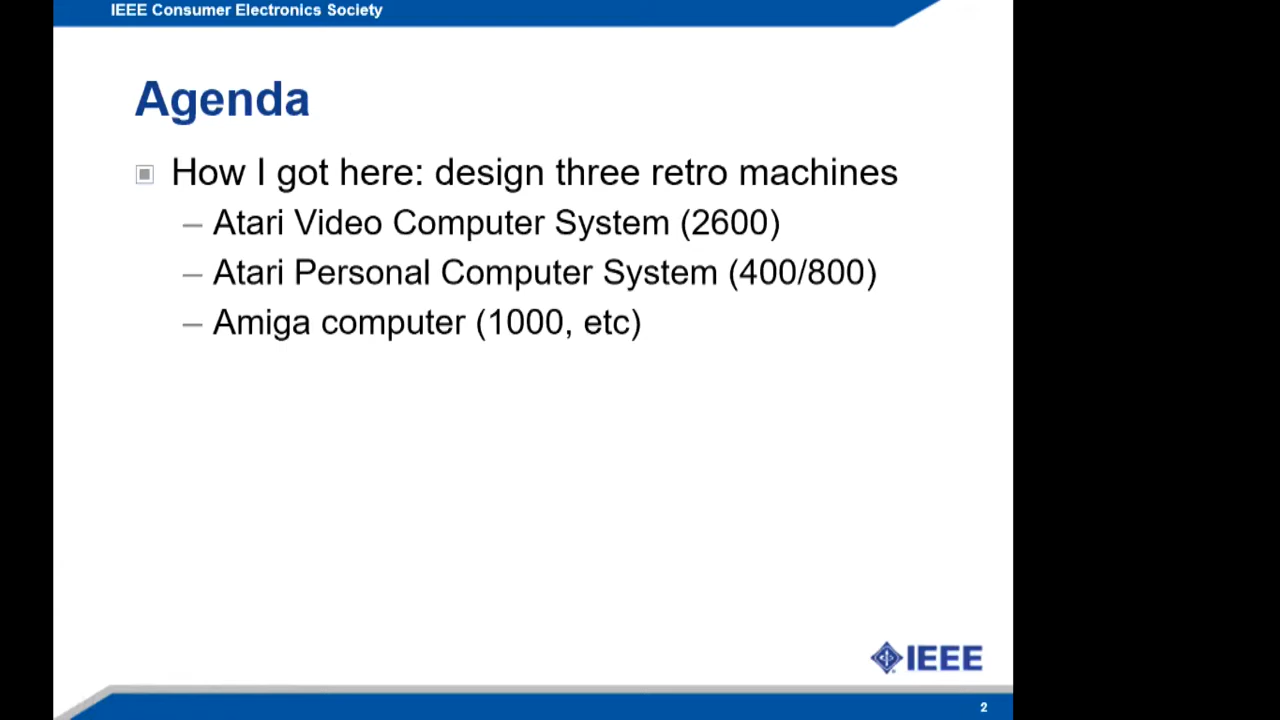 IEEE Consumer Electronics Society
Agenda
How I got here: design three retro machines
– Atari Video Computer System (2600)
– Atari Personal Computer System (400/800)
– Amiga computer (1000, etc)
IEEE
2